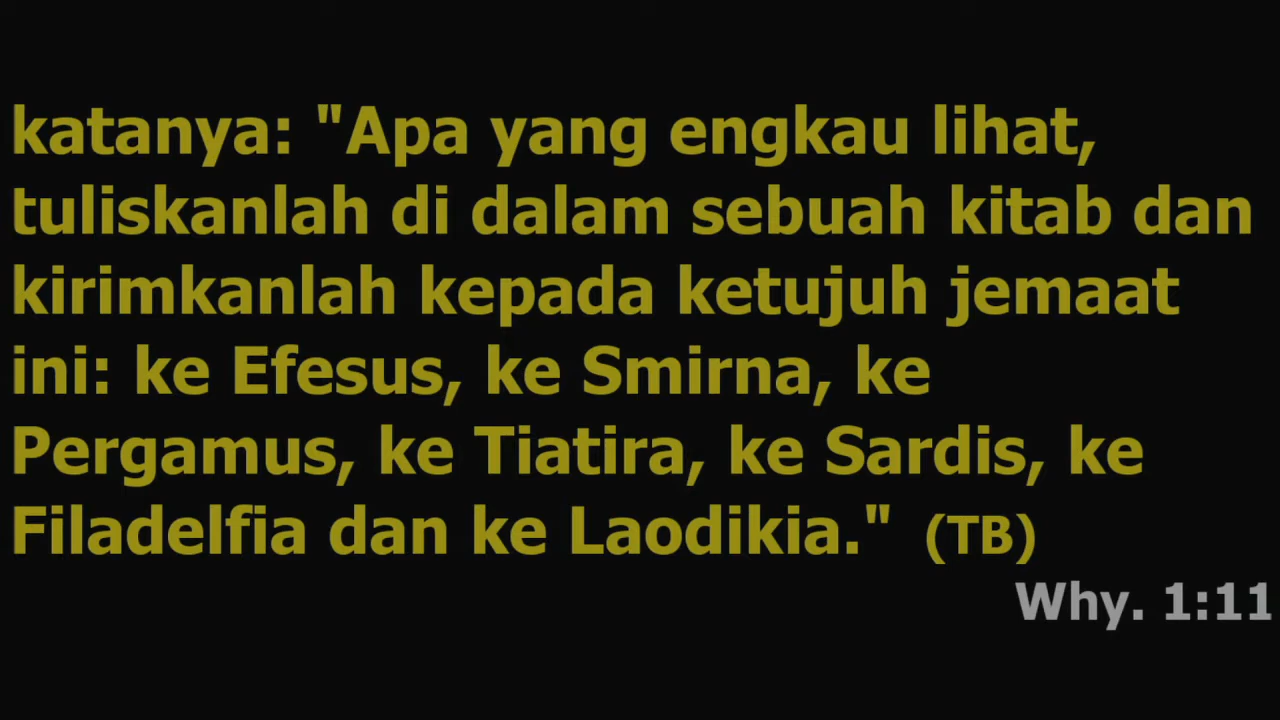 katanya: "Apa yang engkau lihat,
tuliskanlah di dalam sebuah kitab dan
kirimkanlah kepada ketujuh jemaat
ini: ke Efesus, ke Smirna, ke
Pergamus, ke Tiatira, ke Sardis, ke
Filadelfia dan ke Laodikia." (TB)
Why. 1:11